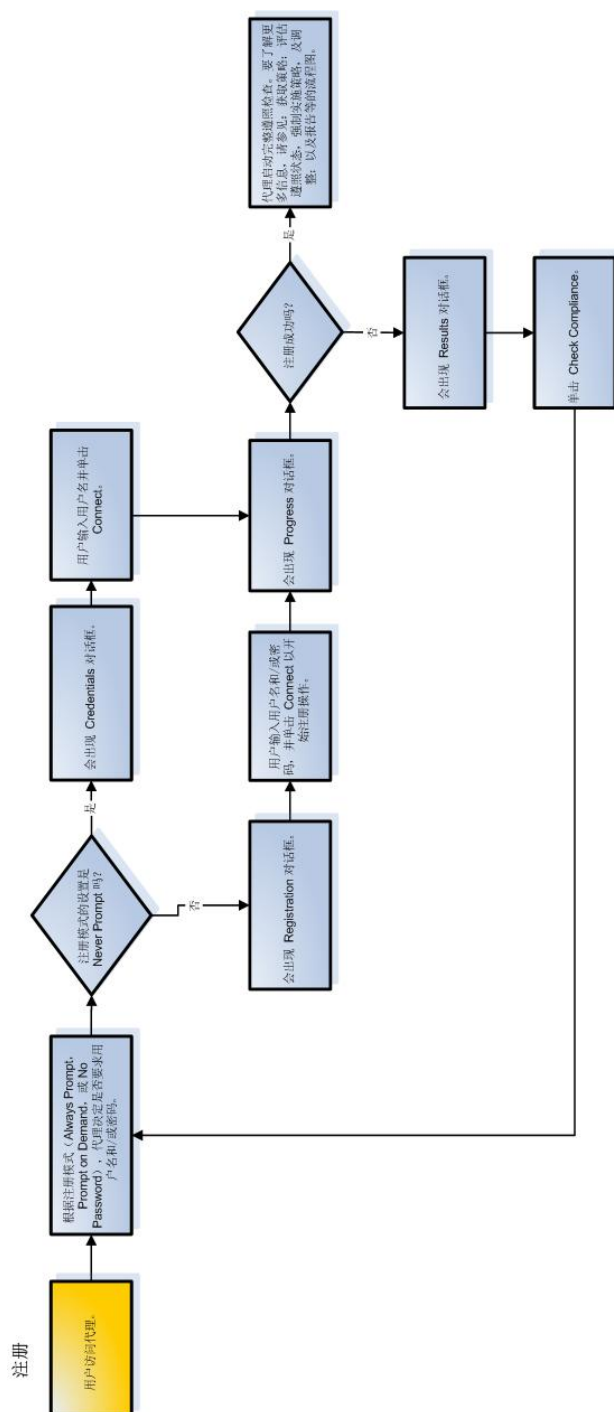 注册
用户访问代理。
根据注册模式（Always Prompt，
Prompt on Demand，或 No
Password），代理决定是否要求用
户名和/或密码。
注册模式的设置是
Never Prompt 吗？
是
会出现 Credentials 对话框。
用户输入用户名并单击
Connect。
否
会出现 Registration 对话框。
用户输入用户名和/或密
码，并单击 Connect 以开
始注册操作。
会出现 Progress 对话框。
注册成功吗？
是
代理启动完整遵照检查。要了解更
多信息，请参见：获取策略；评估
遵照状态，强制实施策略，及调
整；以及报告等的流程图。
否
会出现 Results 对话框。
单击 Check Compliance。